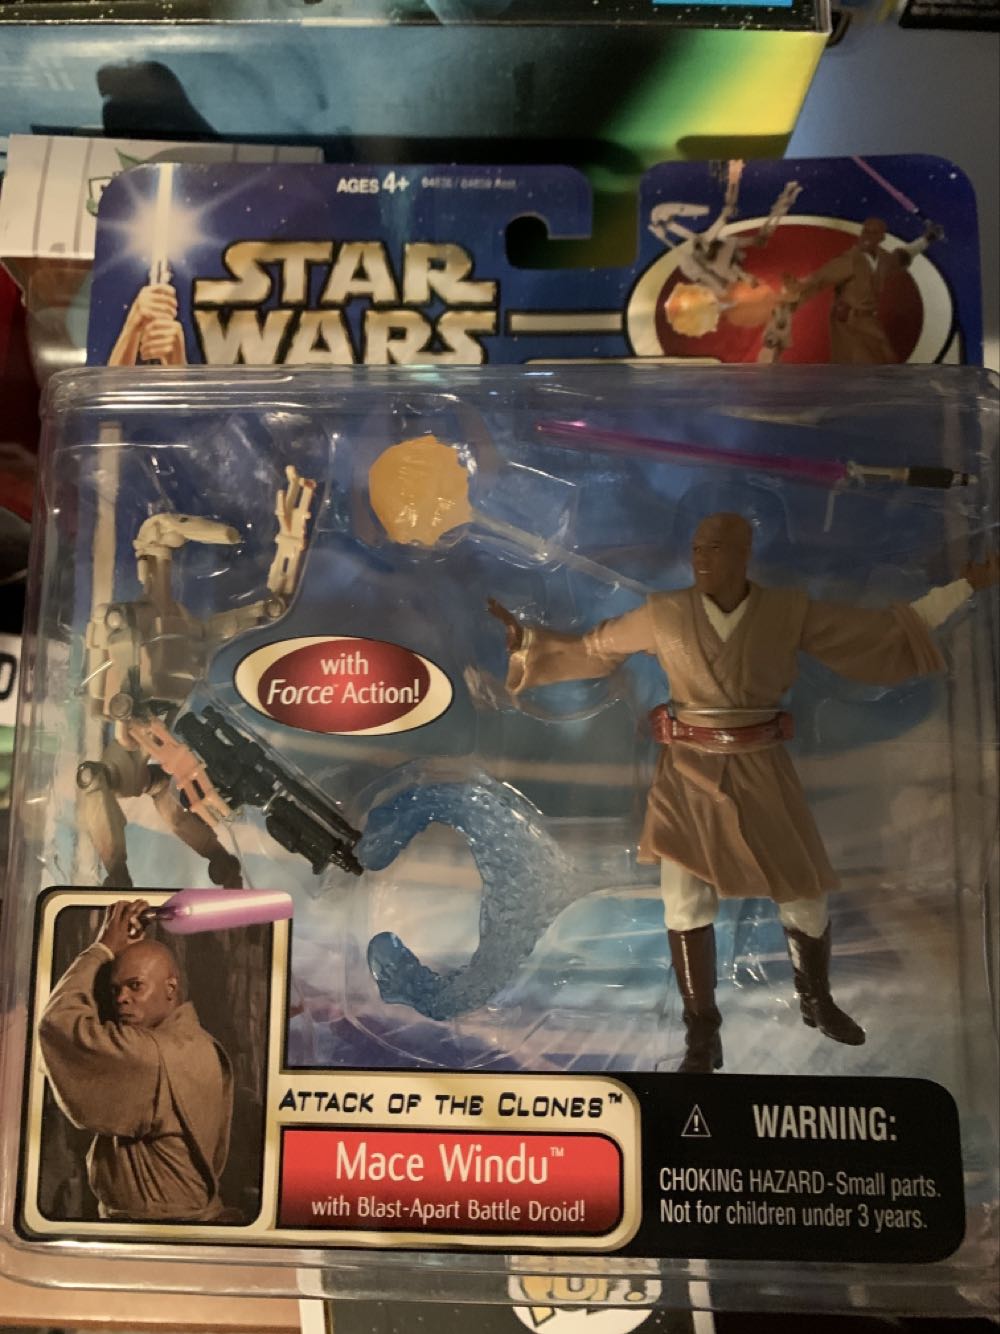 AGES 4+
STAR
WARS
with
Force™ Action!
ATTACK OF THE CLONES™
Mace Windu™
with Blast-Apart Battle Droid!
WARNING:
CHOKING HAZARD-Small parts.
Not for children under 3 years.